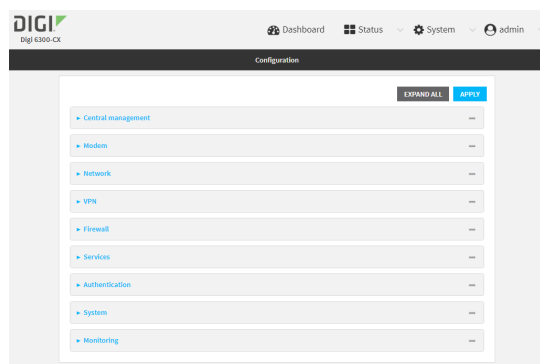 DIGI
Digi 6300-CX
Dashboard Status System admin
Configuration
EXPAND ALL APPLY
Central management
Modem
Network
VPN
Firewall
Services
Authentication
System
Monitoring